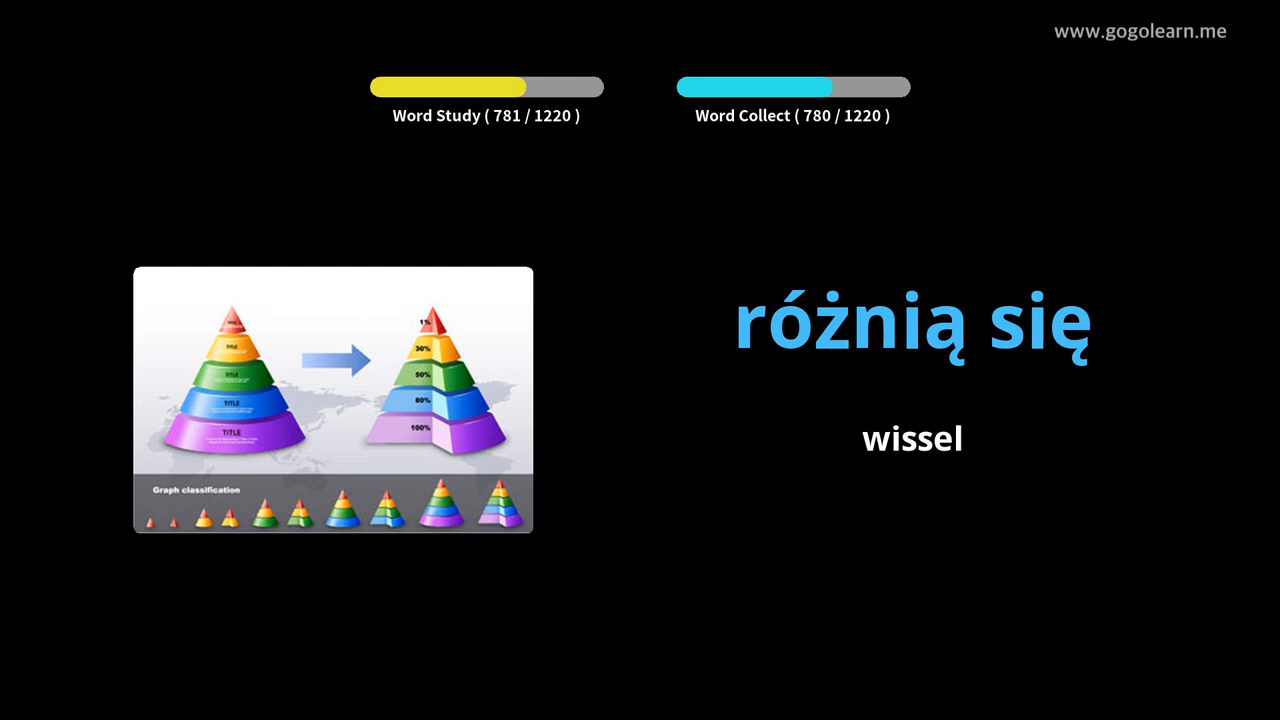 www.gogolearn.me
Word Study ( 781 / 1220 )
Word Collect ( 780 / 1220 )
różnią się
wissel
TITLE
TITLE
TITLE
TITLE
1%
30%
50%
80%
100%
Graph classification